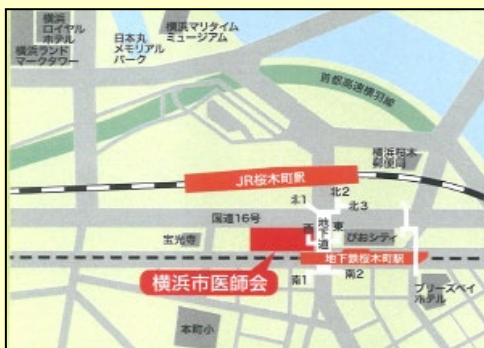 横浜
ロイヤル
ホテル
横浜ランド
マークタワー
日本丸
メモリアル
パーク
横浜マリタイム
ミュージアム
首都高速横羽線
横浜桜木
郵便局
JR桜木町駅
北1
北2
北3
国道16号
地下道
西
東
宝光寺
ぴおシティ
横浜市医師会
地下鉄桜木町駅
南1
南2
ブリーズベイ
ホテル
本町小